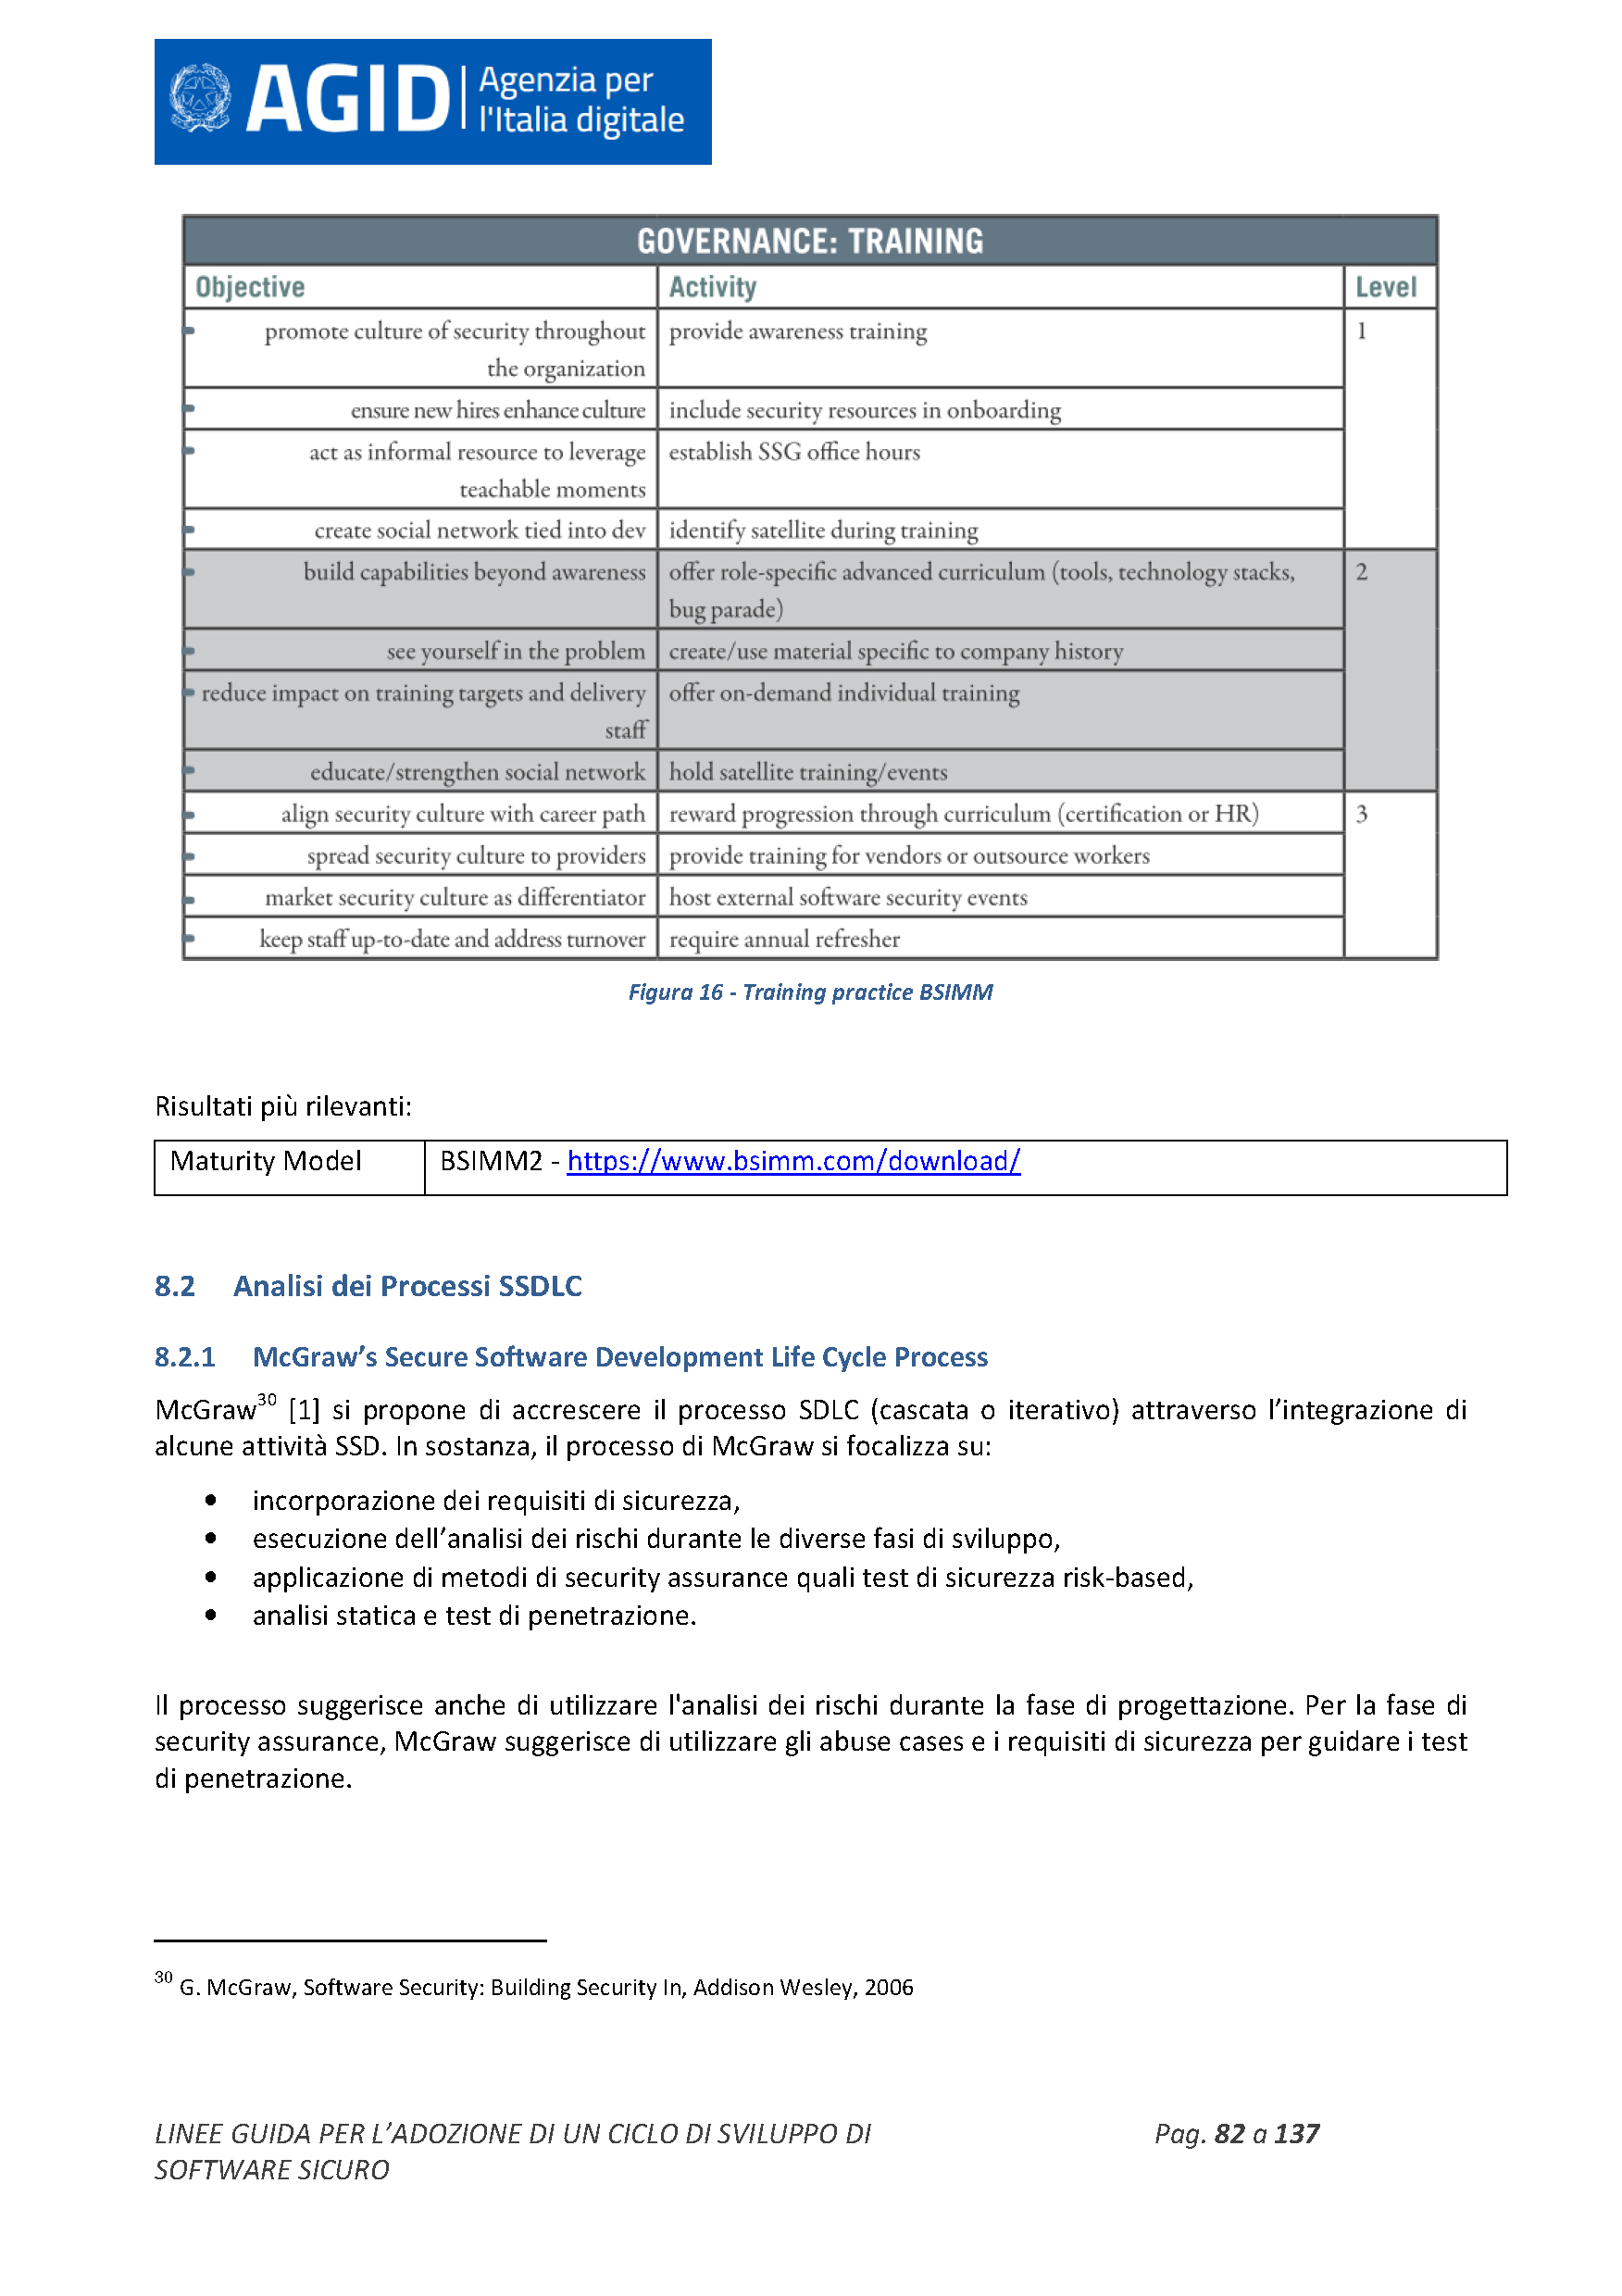 AGID Agenzia per
l'Italia digitale
GOVERNANCE: TRAINING
Objective Activity Level
promote culture of security throughout provide awareness training 1
the organization
ensure new hires enhance culture include security resources in onboarding
act as informal resource to leverage establish SSG office hours
teachable moments
create social network tied into dev identify satellite during training
build capabilities beyond awareness offer role-specific advanced curriculum (tools, technology stacks, 2
bug parade)
see yourself in the problem create/use material specific to company history
reduce impact on training targets and delivery offer on-demand individual training
staff
educate/strengthen social network hold satellite training/events
align security culture with career path reward progression through curriculum (certification or HR) 3
spread security culture to providers provide training for vendors or outsource workers
market security culture as differentiator host external software security events
keep staff up-to-date and address turnover require annual refresher
Figura 16 - Training practice BSIMM
Risultati più rilevanti:
Maturity Model BSIMM2 - https://www.bsimm.com/download/
8.2 Analisi dei Processi SSDLC
8.2.1 McGraw’s Secure Software Development Life Cycle Process
McGraw30 [1] si propone di accrescere il processo SDLC (cascata o iterativo) attraverso l’integrazione di
alcune attività SSD. In sostanza, il processo di McGraw si focalizza su:
• incorporazione dei requisiti di sicurezza,
• esecuzione dell’analisi dei rischi durante le diverse fasi di sviluppo,
• applicazione di metodi di security assurance quali test di sicurezza risk-based,
• analisi statica e test di penetrazione.
Il processo suggerisce anche di utilizzare l'analisi dei rischi durante la fase di progettazione. Per la fase di
security assurance, McGraw suggerisce di utilizzare gli abuse cases e i requisiti di sicurezza per guidare i test
di penetrazione.
30 G. McGraw, Software Security: Building Security In, Addison Wesley, 2006
LINEE GUIDA PER L’ADOZIONE DI UN CICLO DI SVILUPPO DI Pag. 82 a 137
SOFTWARE SICURO